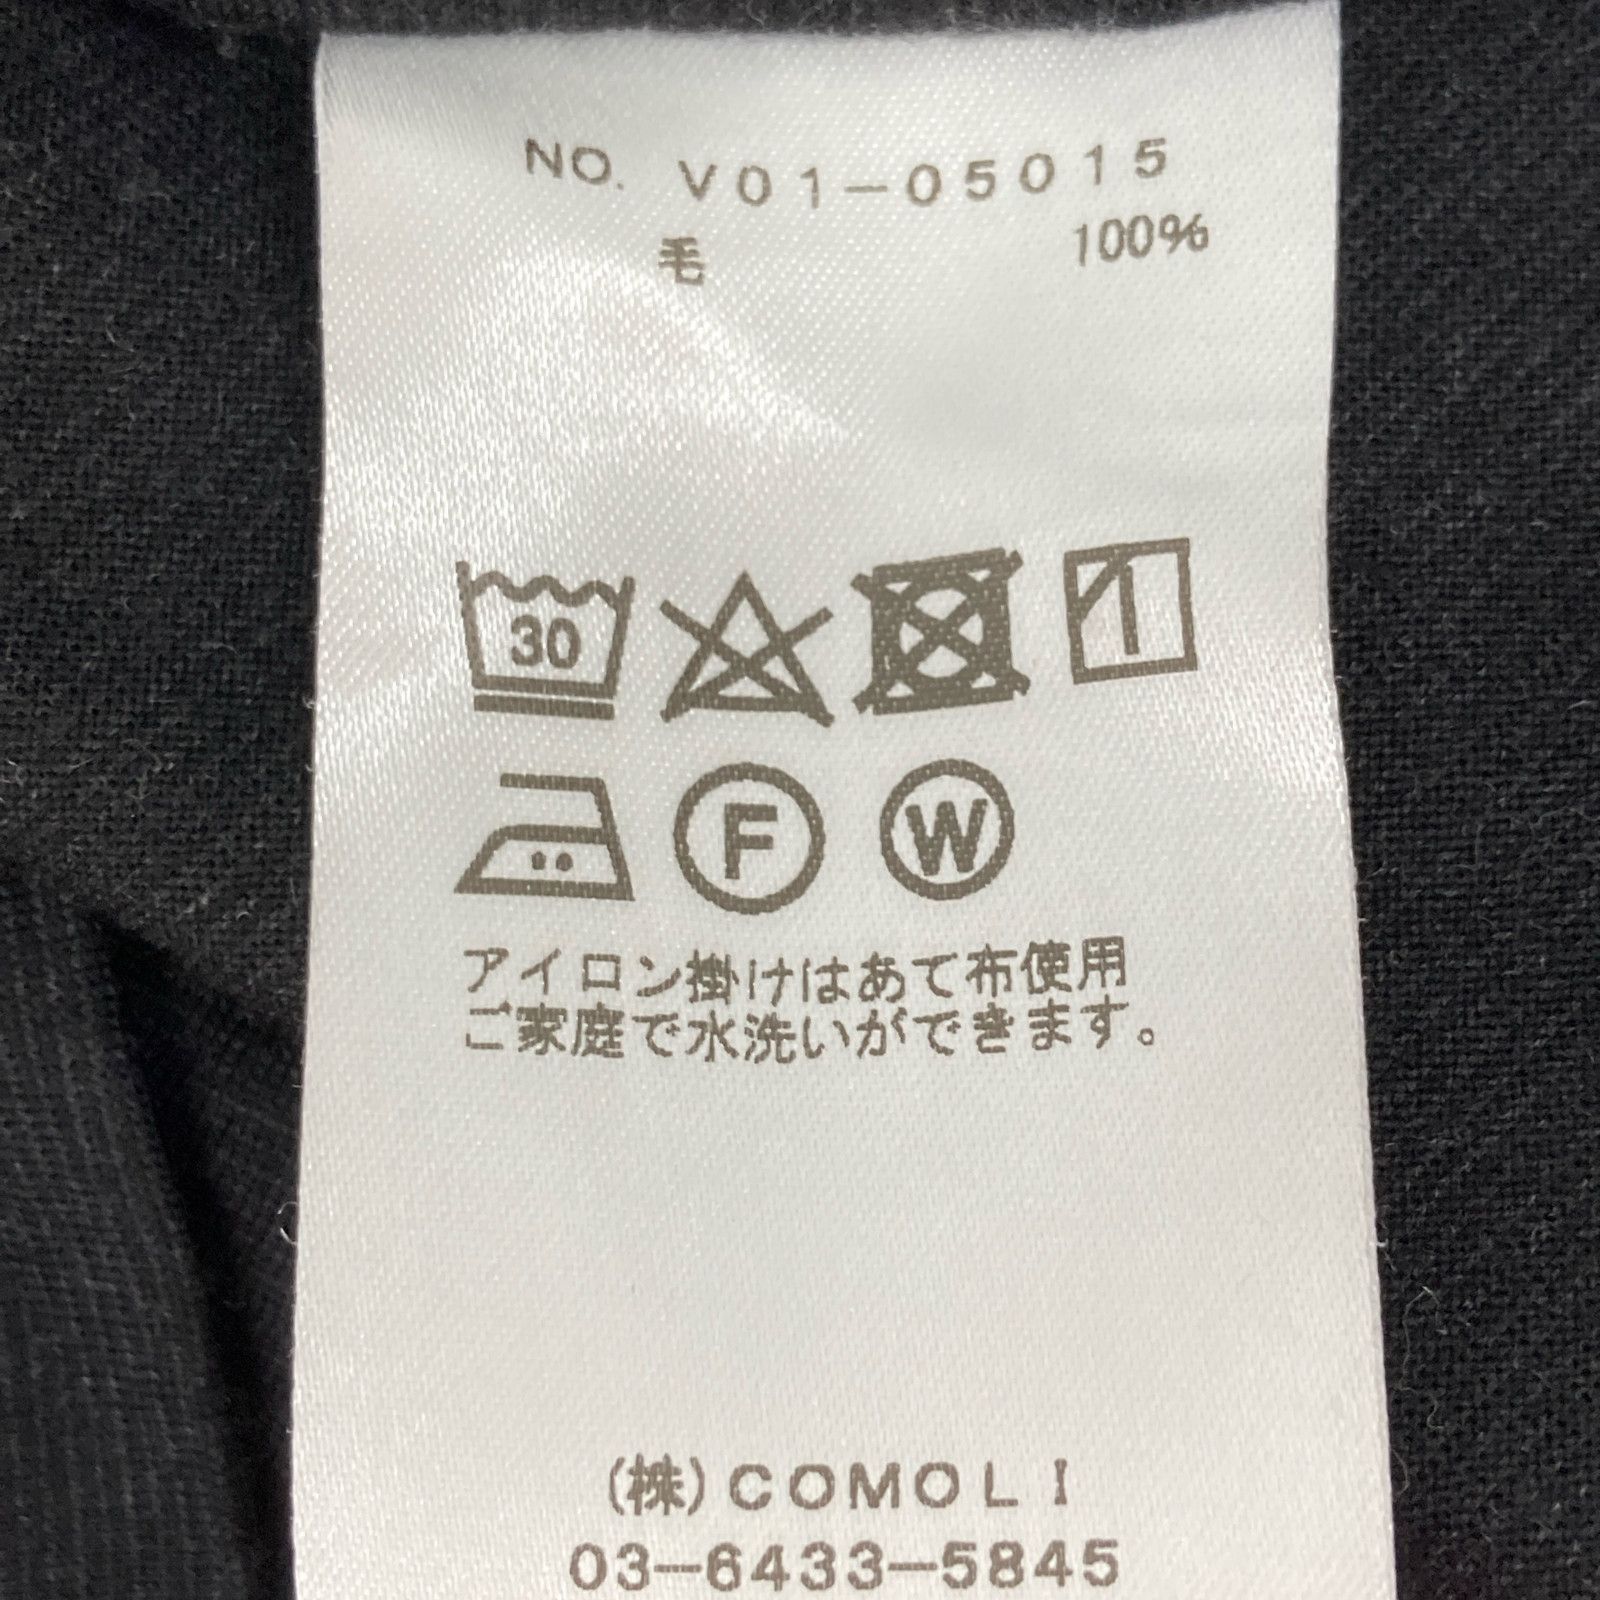 NO. V01-05015
毛 100%
30
F W
アイロン掛けはあて布使用
ご家庭で水洗いができます。
(株)COMOLI
03-6433-5845